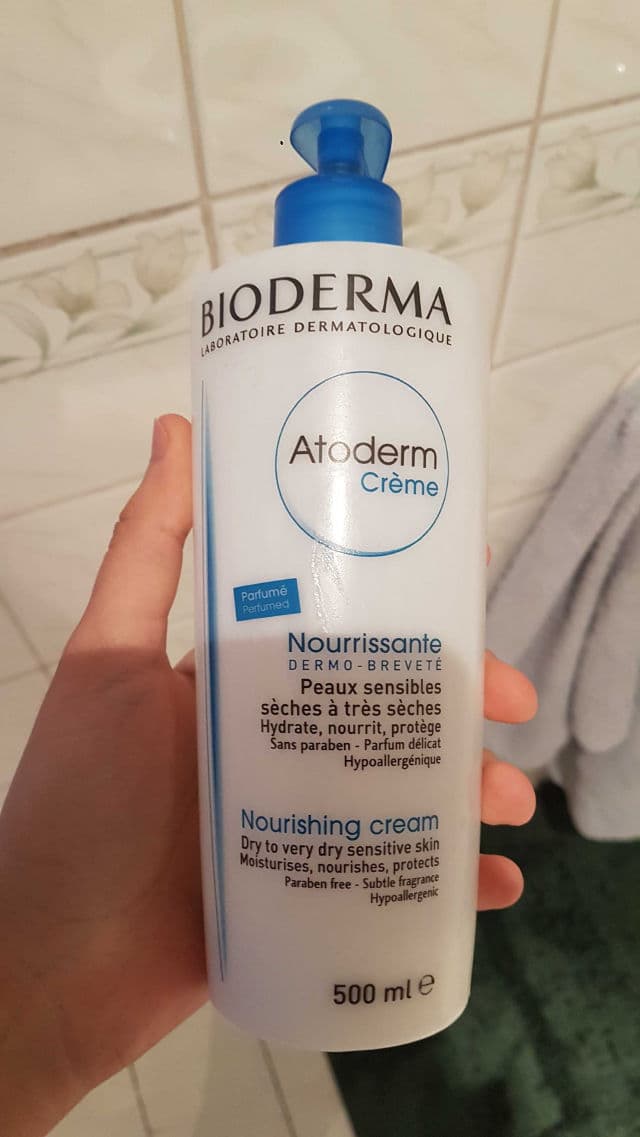 BIODERMA
LABORATOIRE DERMATOLOGIQUE
Atoderm
Crème
Parfumé
Perfumed
Nourrissante
DERMO-BREVETÉ
Peaux sensibles
sèches à très sèches
Hydrate, nourrit, protège
Sans paraben - Parfum délicat
Hypoallergénique
Nourishing cream
Dry to very dry sensitive skin
Moisturises, nourishes, protects
Paraben free - Subtle fragrance
Hypoallergenic
500 ml ℮